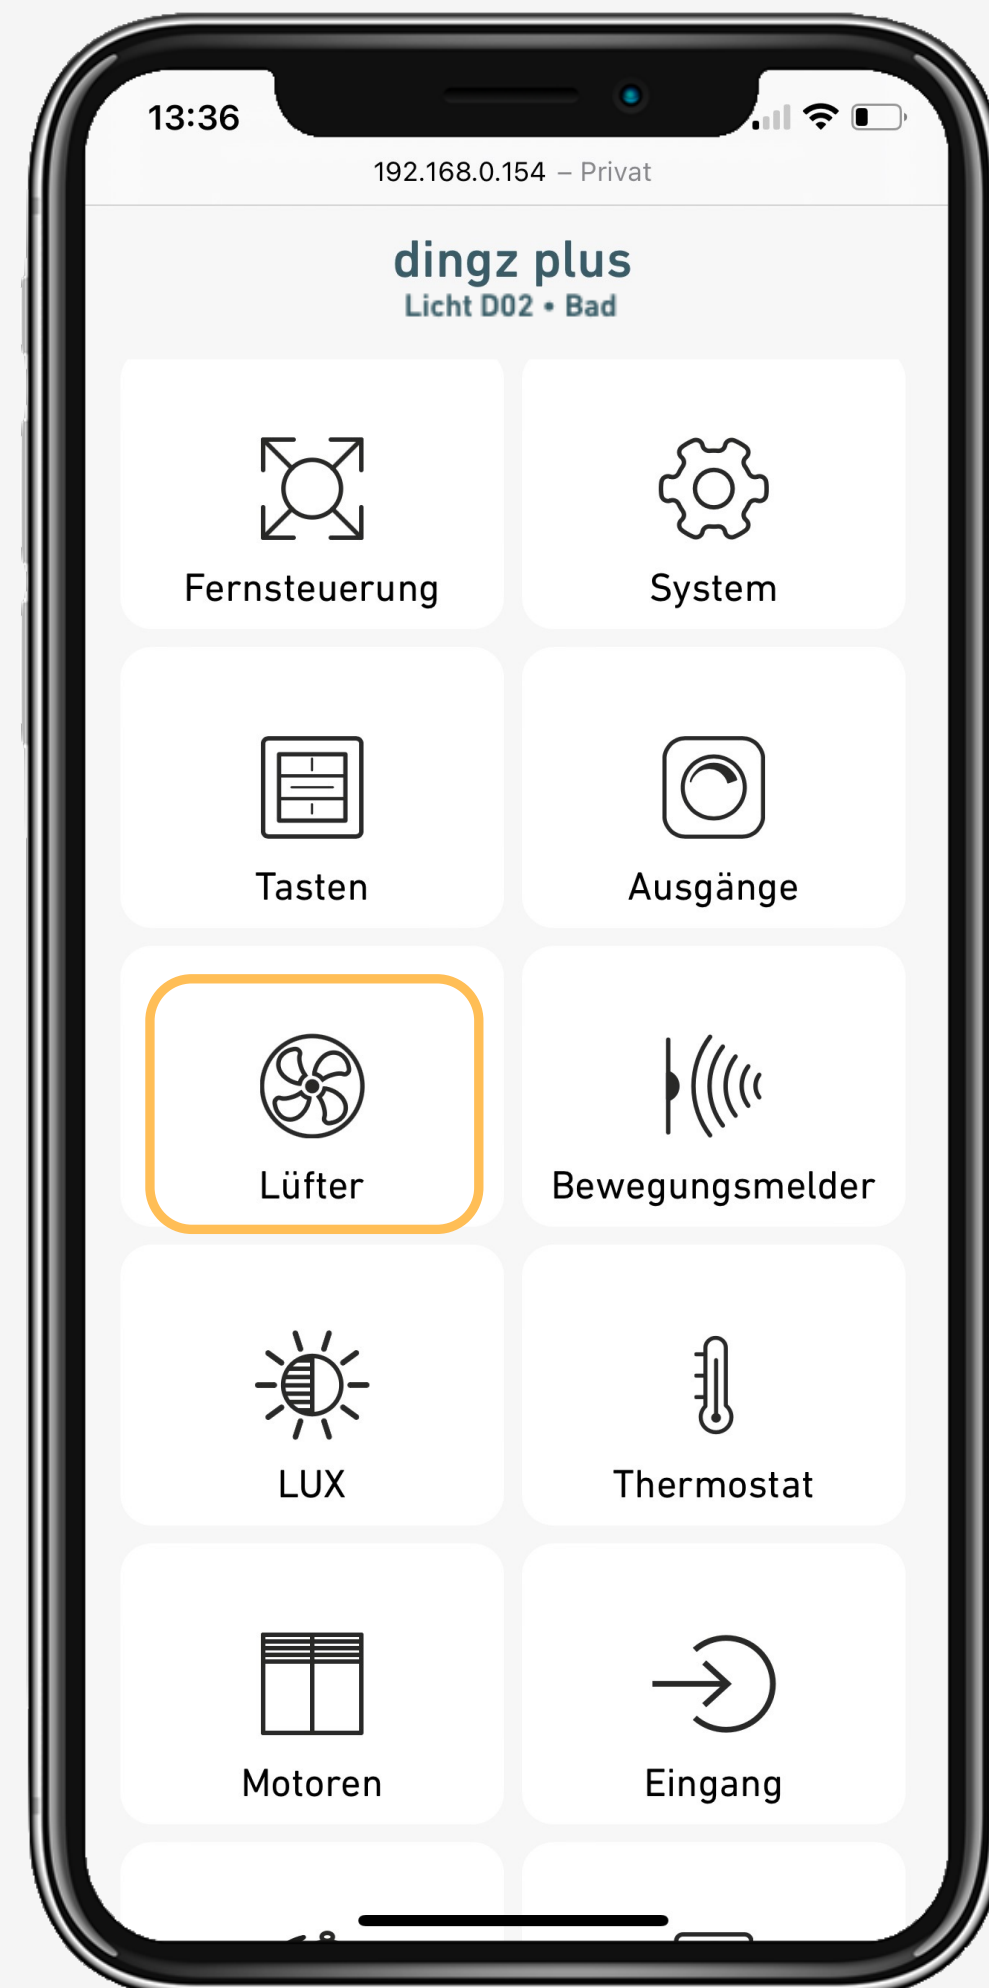 13:36
192.168.0.154 – Privat
dingz plus
Licht D02 • Bad
Fernsteuerung
System
Tasten
Ausgänge
Lüfter
Bewegungsmelder
LUX
Thermostat
Motoren
Eingang